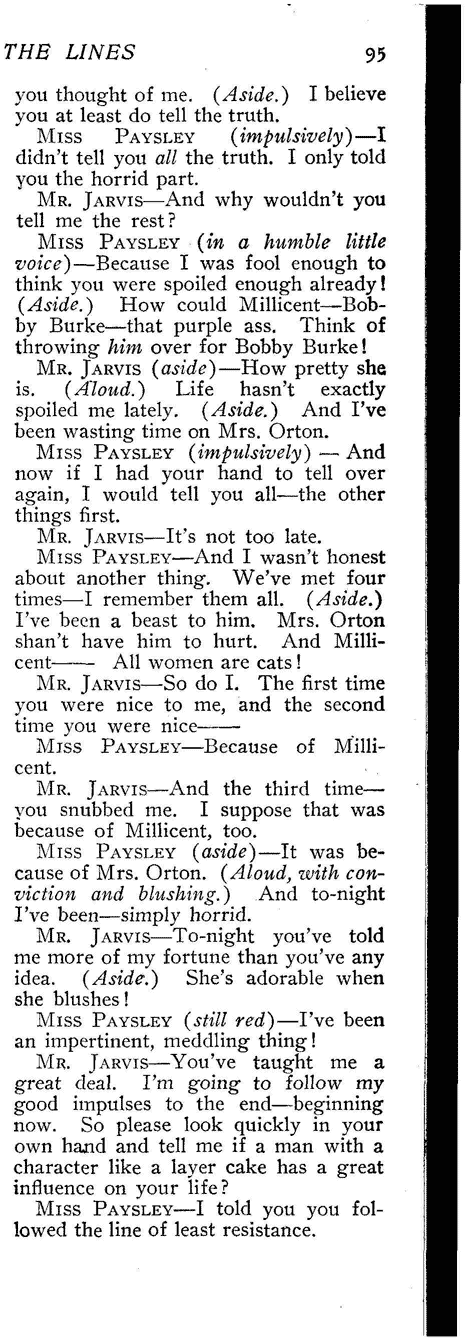 THE LINES 95
you thought of me. (Aside.) I believe
you at least do tell the truth.
MISS PAYSLEY (impulsively)—I
didn't tell you all the truth. I only told
you the horrid part.
MR. JARVIS—And why wouldn't you
tell me the rest?
MISS PAYSLEY (in a humble little
voice)—Because I was fool enough to
think you were spoiled enough already!
(Aside.) How could Millicent—Bob-
by Burke—that purple ass. Think of
throwing him over for Bobby Burke!
MR. JARVIS (aside)—How pretty she
is. (Aloud.) Life hasn't exactly
spoiled me lately. (Aside.) And I've
been wasting time on Mrs. Orton.
MISS PAYSLEY (impulsively) — And
now if I had your hand to tell over
again, I would tell you all—the other
things first.
MR. JARVIS—It's not too late.
MISS PAYSLEY—And I wasn't honest
about another thing. We've met four
times—I remember them all. (Aside.)
I've been a beast to him. Mrs. Orton
shan't have him to hurt. And Milli-
cent—— All women are cats!
MR. JARVIS—So do I. The first time
you were nice to me, and the second
time you were nice——
MISS PAYSLEY—Because of Milli-
cent.
MR. JARVIS—And the third time—
you snubbed me. I suppose that was
because of Millicent, too.
MISS PAYSLEY (aside)—It was be-
cause of Mrs. Orton. (Aloud, with con-
viction and blushing.) And to-night
I've been—simply horrid.
MR. JARVIS—To-night you've told
me more of my fortune than you've any
idea. (Aside.) She's adorable when
she blushes!
MISS PAYSLEY (still red)—I've been
an impertinent, meddling thing!
MR. JARVIS—You've taught me a
great deal. I'm going to follow my
good impulses to the end—beginning
now. So please look quickly in your
own hand and tell me if a man with a
character like a layer cake has a great
influence on your life?
MISS PAYSLEY—I told you you fol-
lowed the line of least resistance.